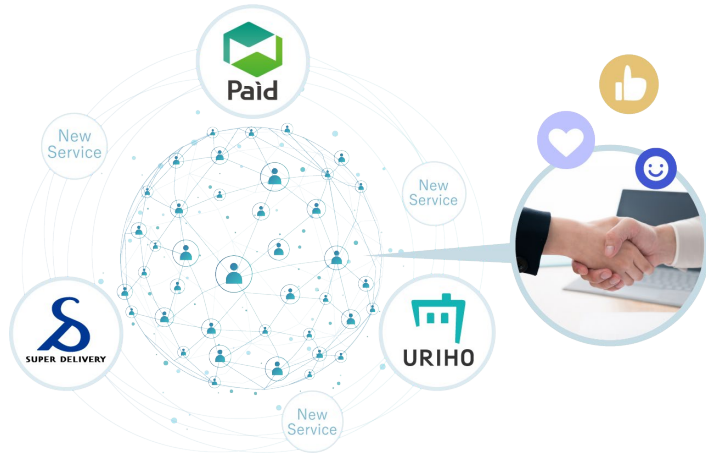 Paid
New
Service
New
Service
SUPER DELIVERY
URIHO
New
Service